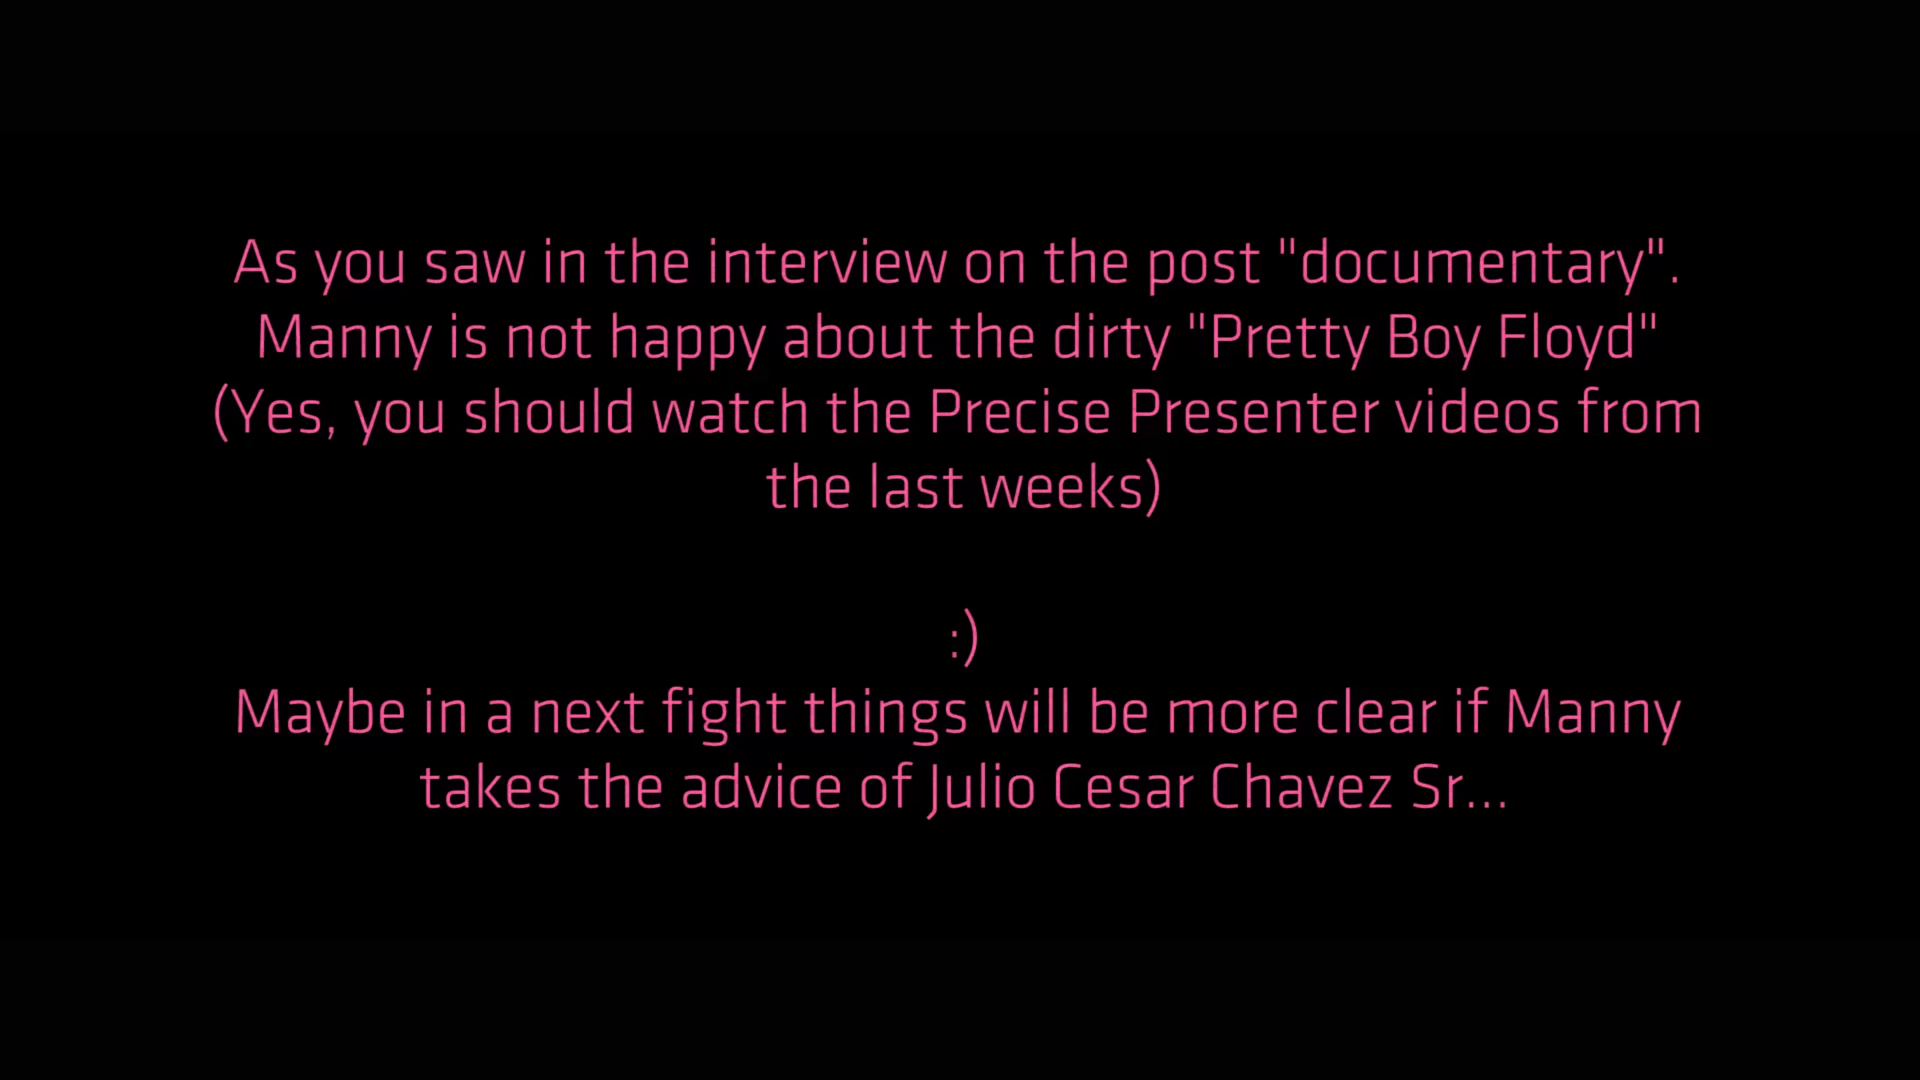 As you saw in the interview on the post "documentary".
Manny is not happy about the dirty "Pretty Boy Floyd"
(Yes, you should watch the Precise Presenter videos from
the last weeks)
:)
Maybe in a next fight things will be more clear if Manny
takes the advice of Julio Cesar Chavez Sr...